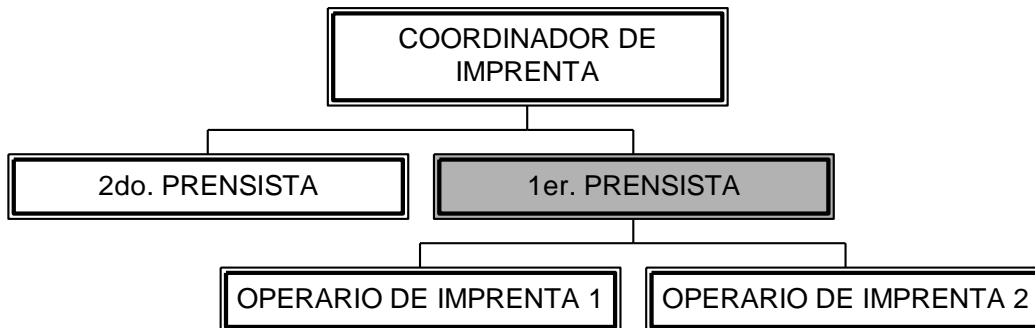 COORDINADOR DE
IMPRENTA
2do. PRENSISTA
1er. PRENSISTA
OPERARIO DE IMPRENTA 1
OPERARIO DE IMPRENTA 2